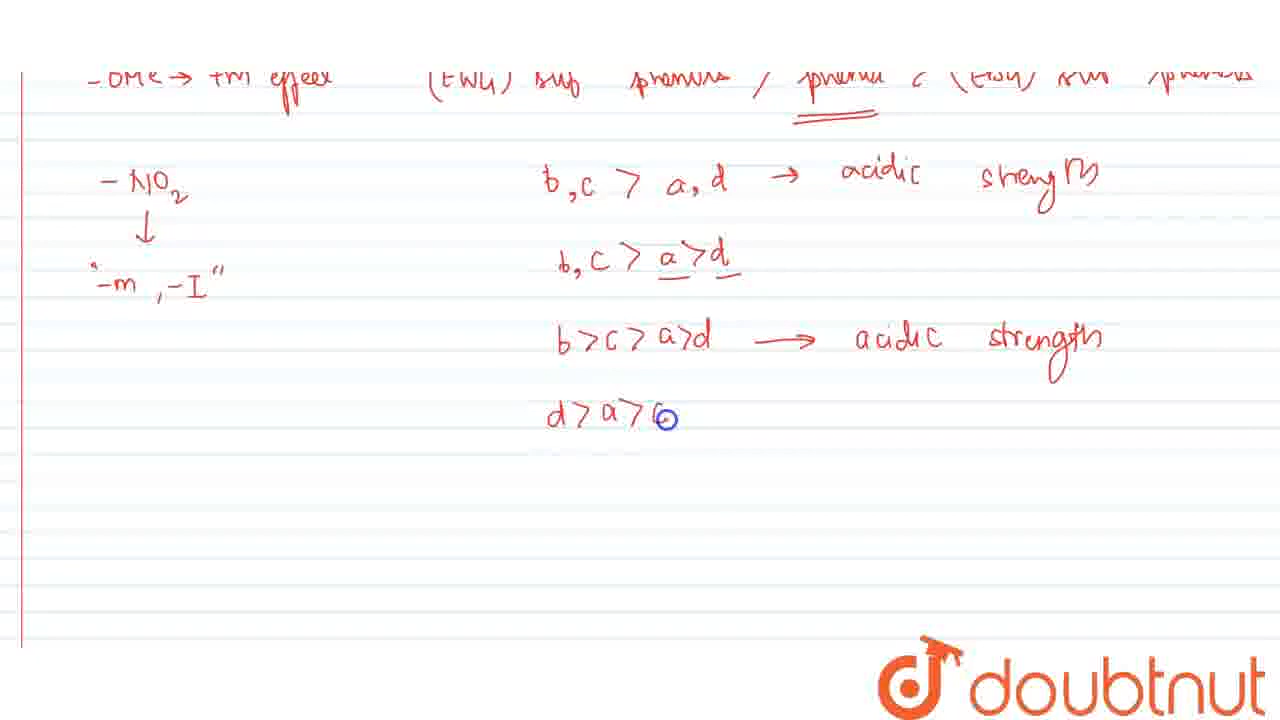 -OMe → +M effect (EWG) sub phenols > phenol < (EDG) sub phenols
-NO2
↓
b, c > a, d → acidic strength
"-m, -I"
b, c > a > d
b > c > a > d → acidic strength
d > a > c
doubtnut